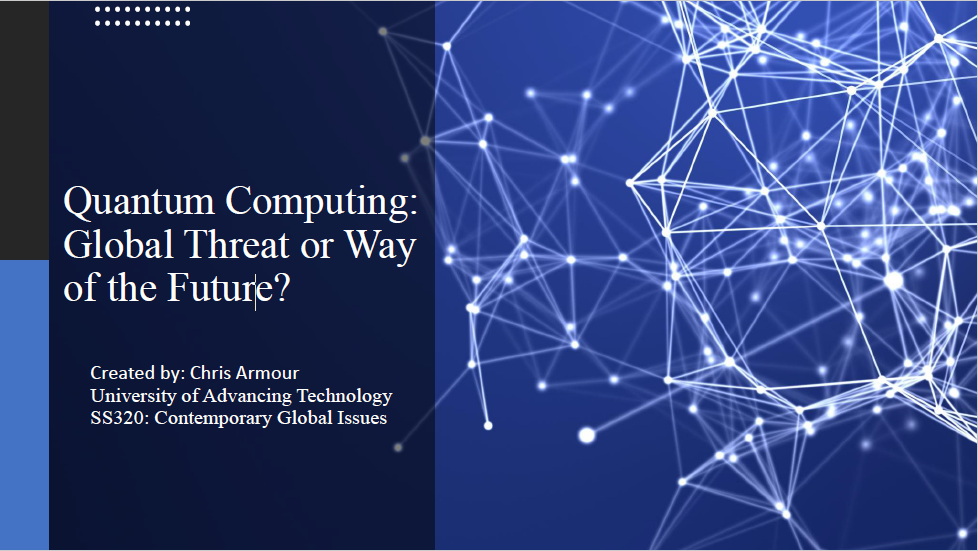 Quantum Computing:
Global Threat or Way
of the Future?
Created by: Chris Armour
University of Advancing Technology
SS320: Contemporary Global Issues